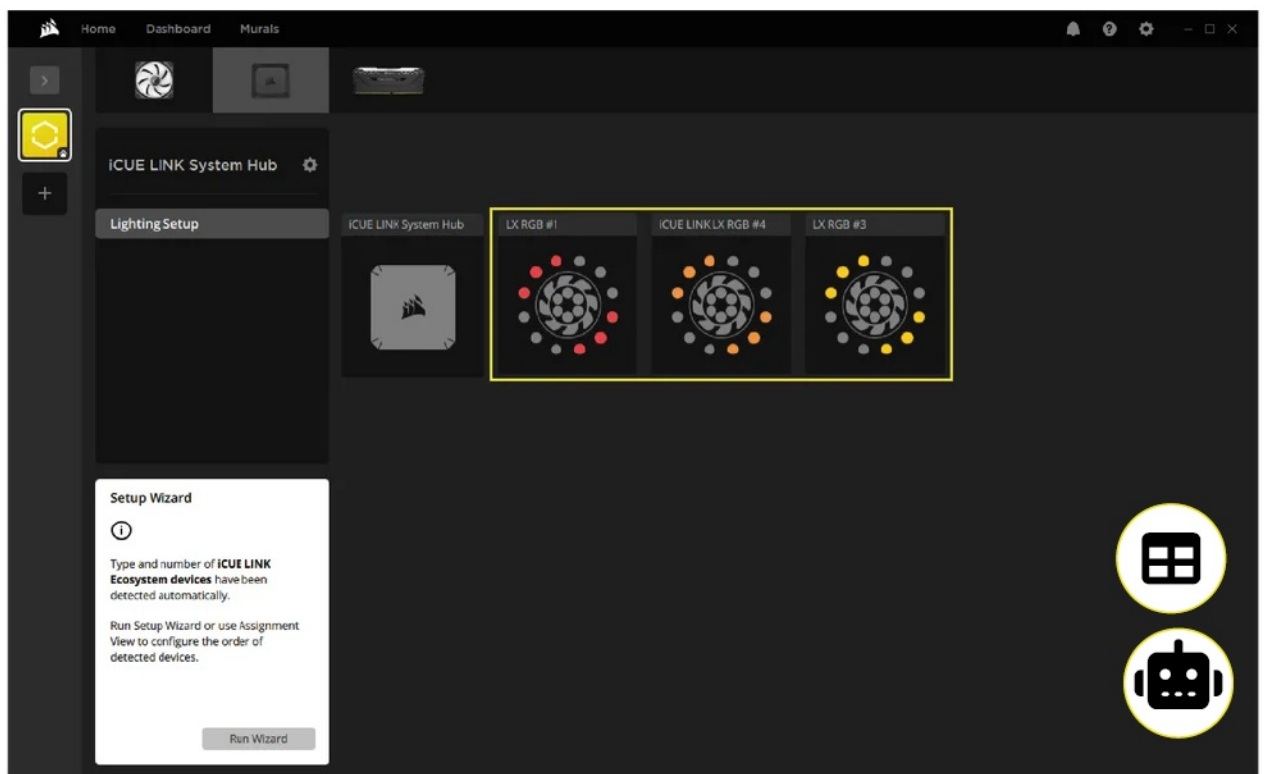 Home Dashboard Murals
iCUE LINK System Hub
Lighting Setup
iCUE LINK System Hub
LX RGB #1
iCUE LINK LX RGB #4
LX RGB #3
Setup Wizard
Type and number of iCUE LINK
Ecosystem devices have been
detected automatically.
Run Setup Wizard or use Assignment
View to configure the order of
detected devices.
Run Wizard